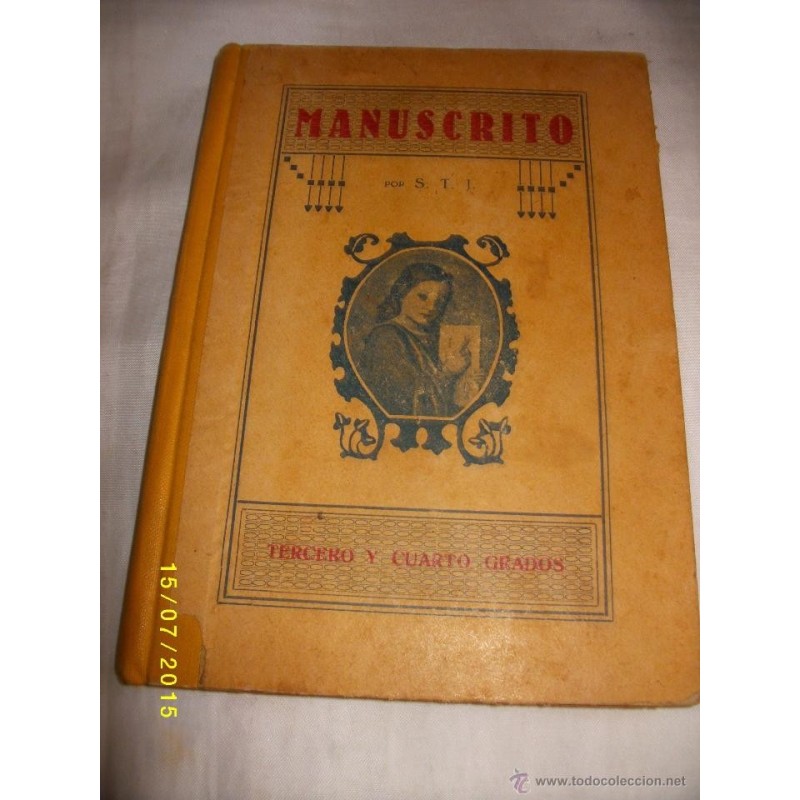 MANUSCRITO
POR S. T. J.
TERCERO Y CUARTO GRADOS
15/07/2015
www.todocoleccion.net